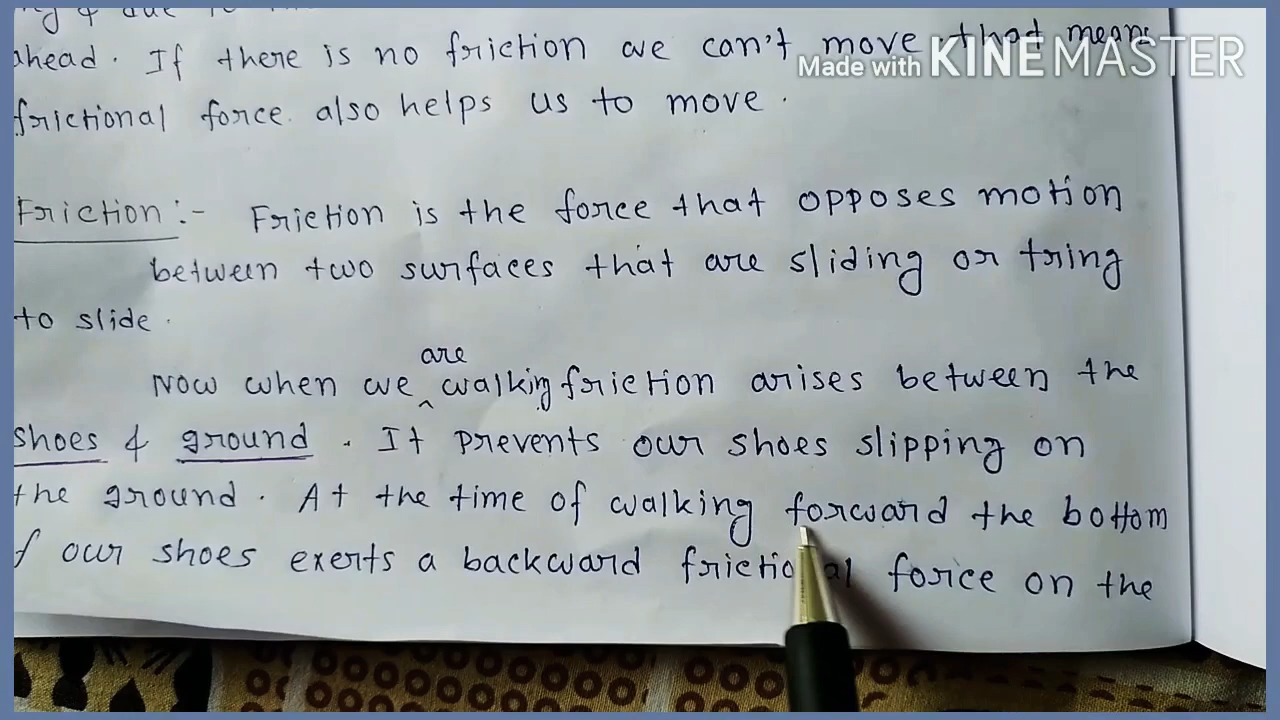 ahead. If there is no friction we can't move. that means
frictional force also helps us to move.
Made with KINEMASTER
Friction :- Friction is the force that opposes motion
between two surfaces that are sliding or tring
to slide.
are
Now when we ^ walking friction arises between the
shoes & ground. It prevents our shoes slipping on
the ground. At the time of walking forward the bottom
of our shoes exerts a backward frictional force on the